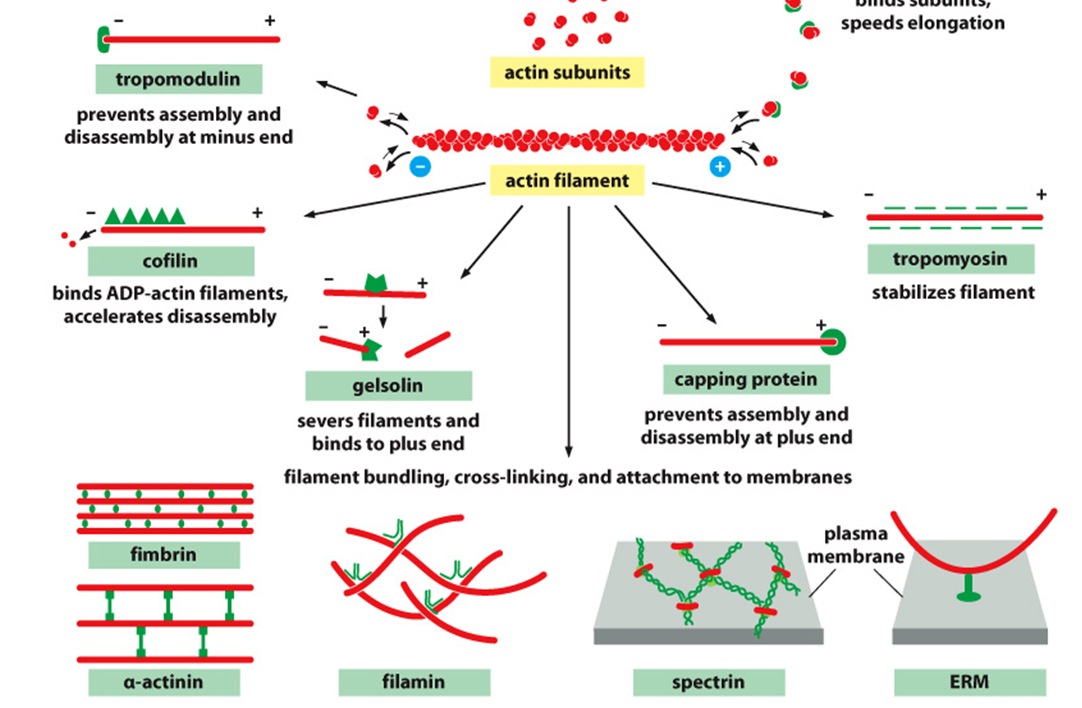 binds subunits,
speeds elongation
- +
tropomodulin
prevents assembly and
disassembly at minus end
actin subunits
− +
actin filament
- +
cofilin
binds ADP-actin filaments,
accelerates disassembly
- +
- +
gelsolin
severs filaments and
binds to plus end
- +
capping protein
prevents assembly and
disassembly at plus end
- +
tropomyosin
stabilizes filament
filament bundling, cross-linking, and attachment to membranes
fimbrin
α-actinin
filamin
spectrin
plasma
membrane
ERM